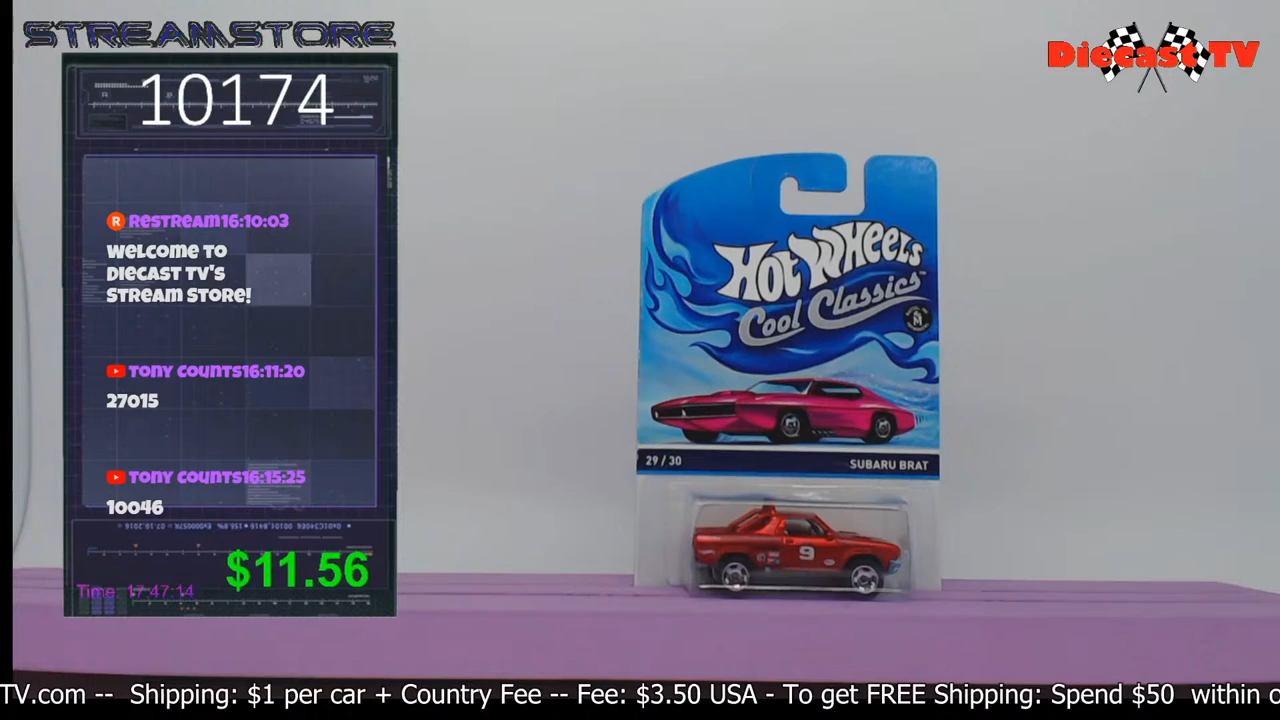 STREAMSTORE
10174
Restream16:10:03
Welcome to
Diecast TV's
Stream Store!
Tony Counts16:11:20
27015
Tony Counts16:15:25
10046
$11.56
Time: 17:47:14
Diecast TV
Hot Wheels
Cool Classics
29 / 30
SUBARU BRAT
9
TV.com -- Shipping: $1 per car + Country Fee -- Fee: $3.50 USA - To get FREE Shipping: Spend $50 within